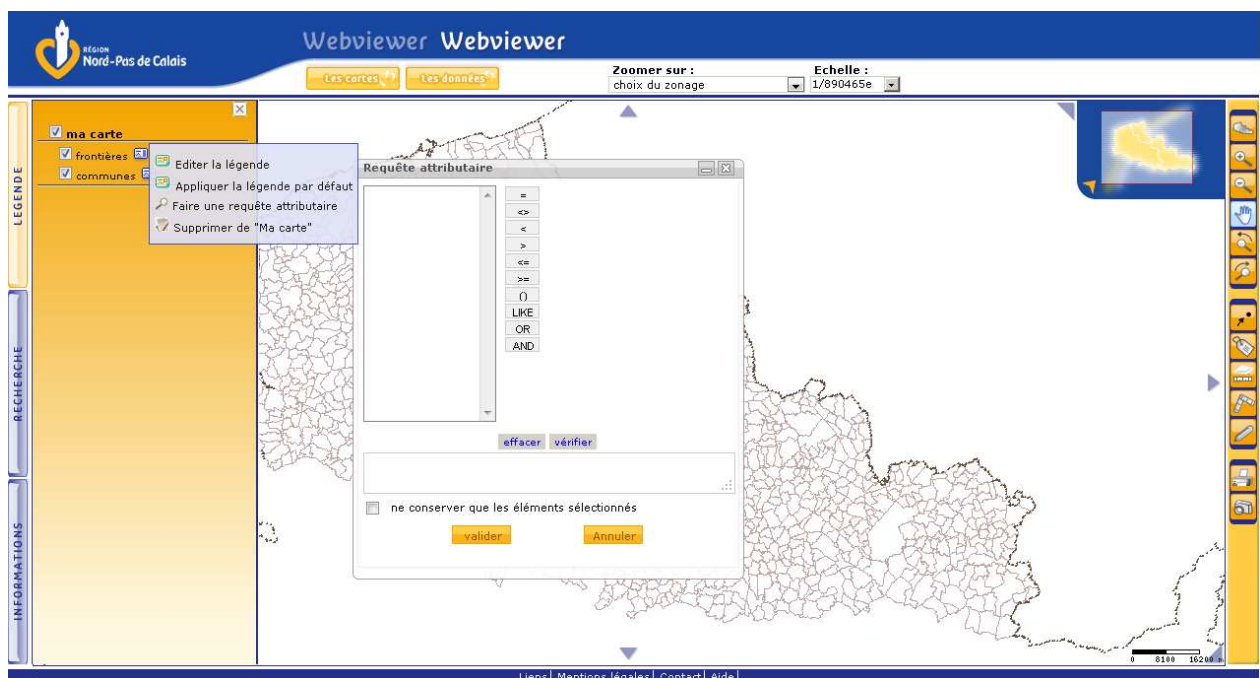 RÉGION
Nord-Pas de Calais
Webviewer Webviewer
Les cartes
Les données
Zoomer sur :
choix du zonage
Echelle :
1/890465e
LEGENDE
RECHERCHE
INFORMATIONS
ma carte
frontières
communes
Editer la légende
Appliquer la légende par défaut
Faire une requête attributaire
Supprimer de "Ma carte"
Requête attributaire
=
<>
<
>
<=
>=
()
LIKE
OR
AND
effacer vérifier
ne conserver que les éléments sélectionnés
valider
Annuler
0 8100 16200 m
Liens| Mentions légales| Contact| Aide|